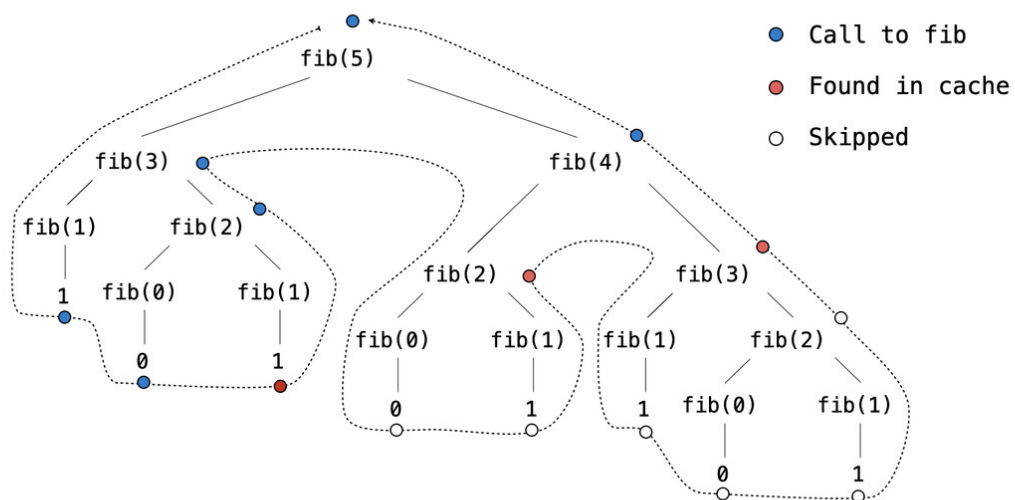 Call to fib
Found in cache
Skipped
fib(5)
fib(3)
fib(4)
fib(1)
fib(2)
fib(2)
fib(3)
1
fib(0)
fib(1)
fib(0)
fib(1)
fib(1)
fib(2)
0
1
0
1
1
fib(0)
fib(1)
0
1